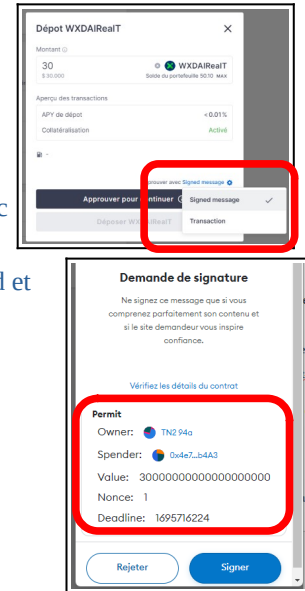 Dépôt WXDAIRealT
Montant
30 WXDAIRealT
$ 30.000 Solde du portefeuille 50.10 MAX
Aperçu des transactions
APY de dépôt <0.01%
Collatéralisation Activé
-
approuver avec Signed message
Approuver pour continuer
Signed message
Déposer WXDAIRealT
Transaction
c
d et
Demande de signature
Ne signez ce message que si vous
comprenez parfaitement son contenu et
si le site demandeur vous inspire
confiance.
Vérifiez les détails du contrat
Permit
Owner: TN2 94a
Spender: 0x4e7...b4A3
Value: 30000000000000000000
Nonce: 1
Deadline: 1695716224
Rejeter Signer